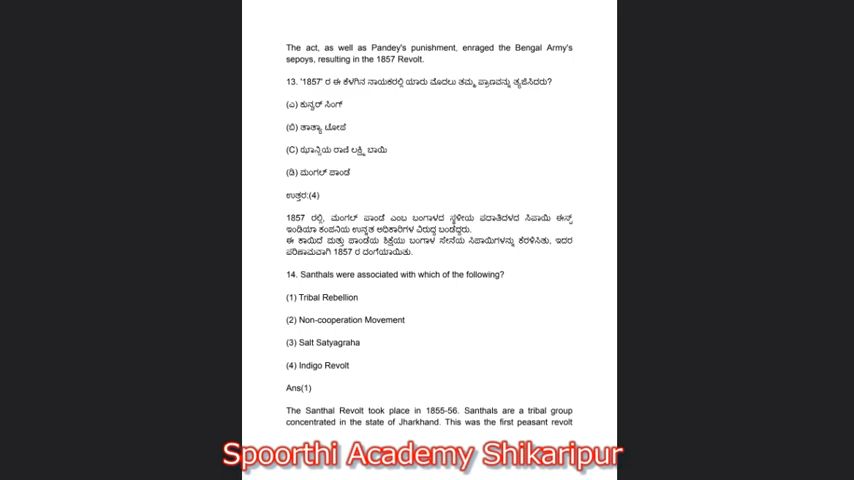 The act, as well as Pandey's punishment, enraged the Bengal Army's
sepoys, resulting in the 1857 Revolt.
13. '1857' ರ ಈ ಕೆಳಗಿನ ನಾಯಕರಲ್ಲಿ ಯಾರು ಮೊದಲು ತಮ್ಮ ಪ್ರಾಣವನ್ನು ತ್ಯಜಿಸಿದರು?
(ಎ) ಕುನ್ವರ್ ಸಿಂಗ್
(ಬಿ) ತಾತ್ಯಾ ಟೋಪೆ
(C) ಝಾನ್ಸಿಯ ರಾಣಿ ಲಕ್ಷ್ಮಿ ಬಾಯಿ
(ಡಿ) ಮಂಗಲ್ ಪಾಂಡೆ
ಉತ್ತರ:(4)
1857 ರಲ್ಲಿ, ಮಂಗಲ್ ಪಾಂಡೆ ಎಂಬ ಬಂಗಾಳದ ಸ್ಥಳೀಯ ಪದಾತಿದಳದ ಸಿಪಾಯಿ ಈಸ್ಟ್
ಇಂಡಿಯಾ ಕಂಪನಿಯ ಉನ್ನತ ಅಧಿಕಾರಿಗಳ ವಿರುದ್ಧ ಬಂಡೆದ್ದರು.
ಈ ಕಾಯಿದೆ ಮತ್ತು ಪಾಂಡೆಯ ಶಿಕ್ಷೆಯು ಬಂಗಾಳ ಸೇನೆಯ ಸಿಪಾಯಿಗಳನ್ನು ಕೆರಳಿಸಿತು, ಇದರ
ಪರಿಣಾಮವಾಗಿ 1857 ರ ದಂಗೆಯಾಯಿತು.
14. Santhals were associated with which of the following?
(1) Tribal Rebellion
(2) Non-cooperation Movement
(3) Salt Satyagraha
(4) Indigo Revolt
Ans(1)
The Santhal Revolt took place in 1855-56. Santhals are a tribal group
concentrated in the state of Jharkhand. This was the first peasant revolt
Spoorthi Academy Shikaripur